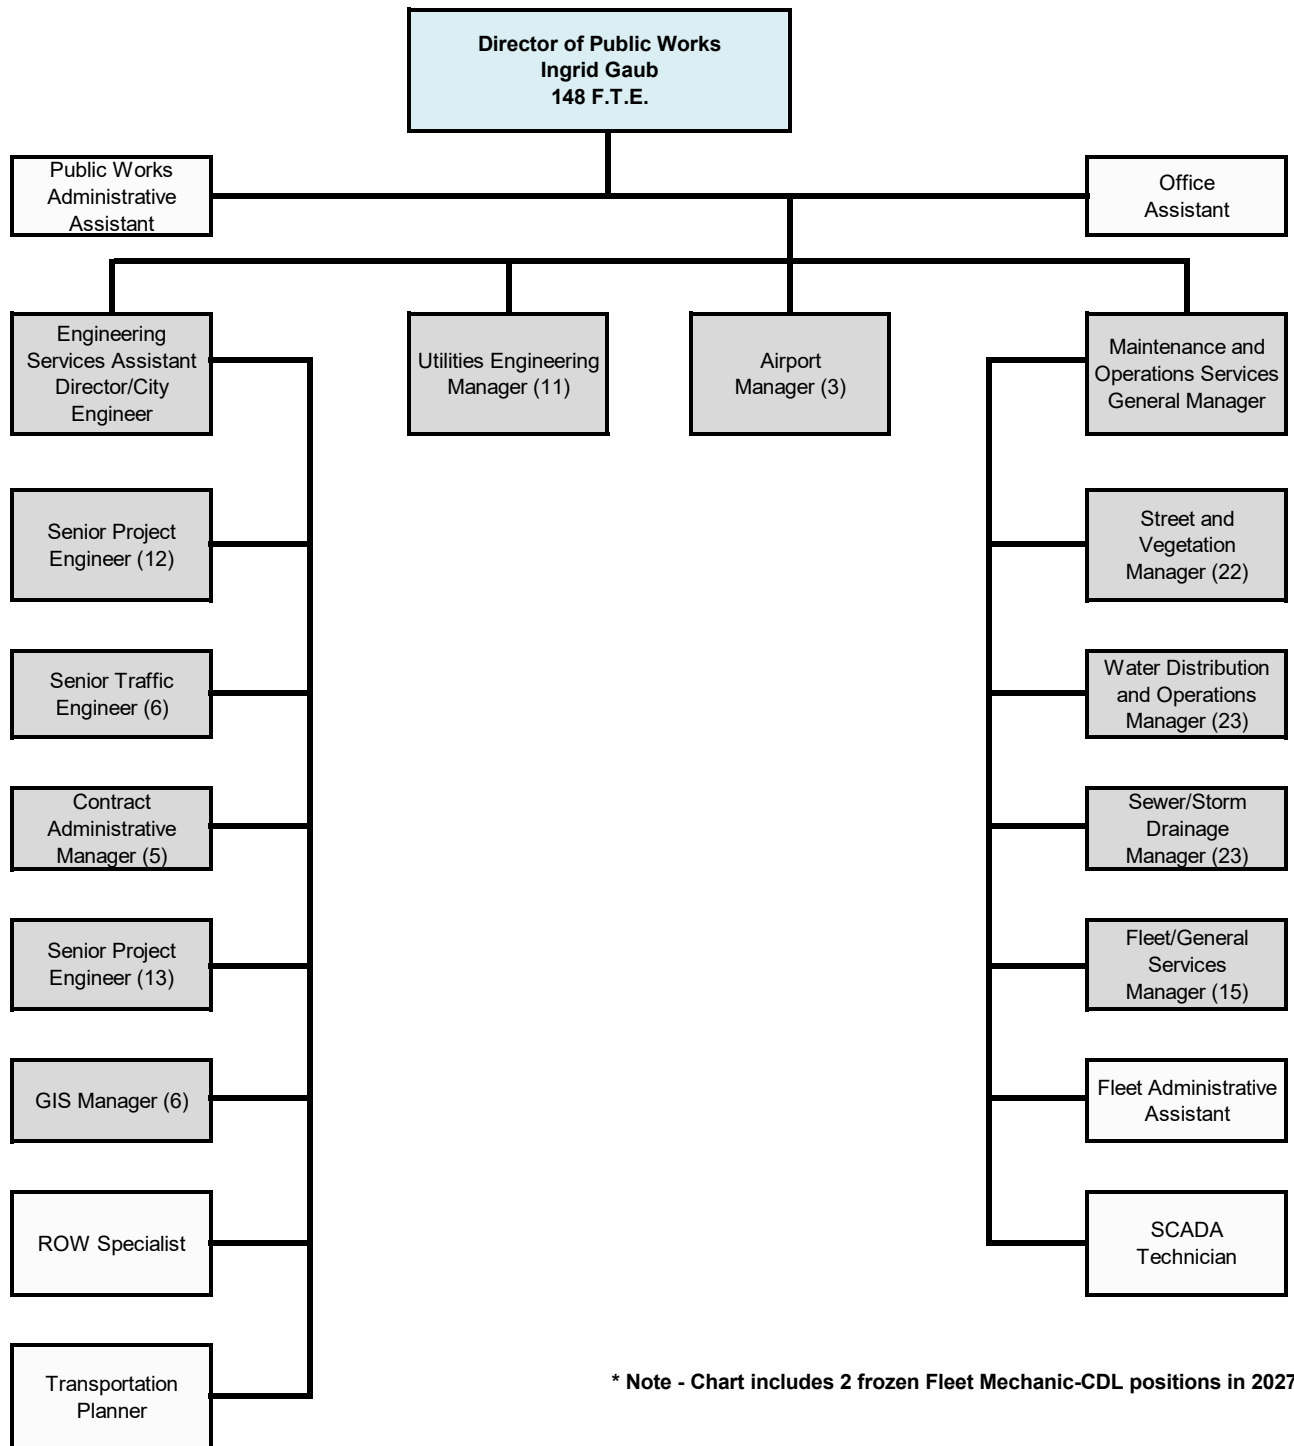 Director of Public Works
Ingrid Gaub
148 F.T.E.
Public Works
Administrative
Assistant
Office
Assistant
Engineering
Services Assistant
Director/City
Engineer
Utilities Engineering
Manager (11)
Airport
Manager (3)
Maintenance and
Operations Services
General Manager
Senior Project
Engineer (12)
Street and
Vegetation
Manager (22)
Senior Traffic
Engineer (6)
Water Distribution
and Operations
Manager (23)
Contract
Administrative
Manager (5)
Sewer/Storm
Drainage
Manager (23)
Senior Project
Engineer (13)
Fleet/General
Services
Manager (15)
GIS Manager (6)
Fleet Administrative
Assistant
ROW Specialist
SCADA
Technician
Transportation
Planner
* Note - Chart includes 2 frozen Fleet Mechanic-CDL positions in 2027